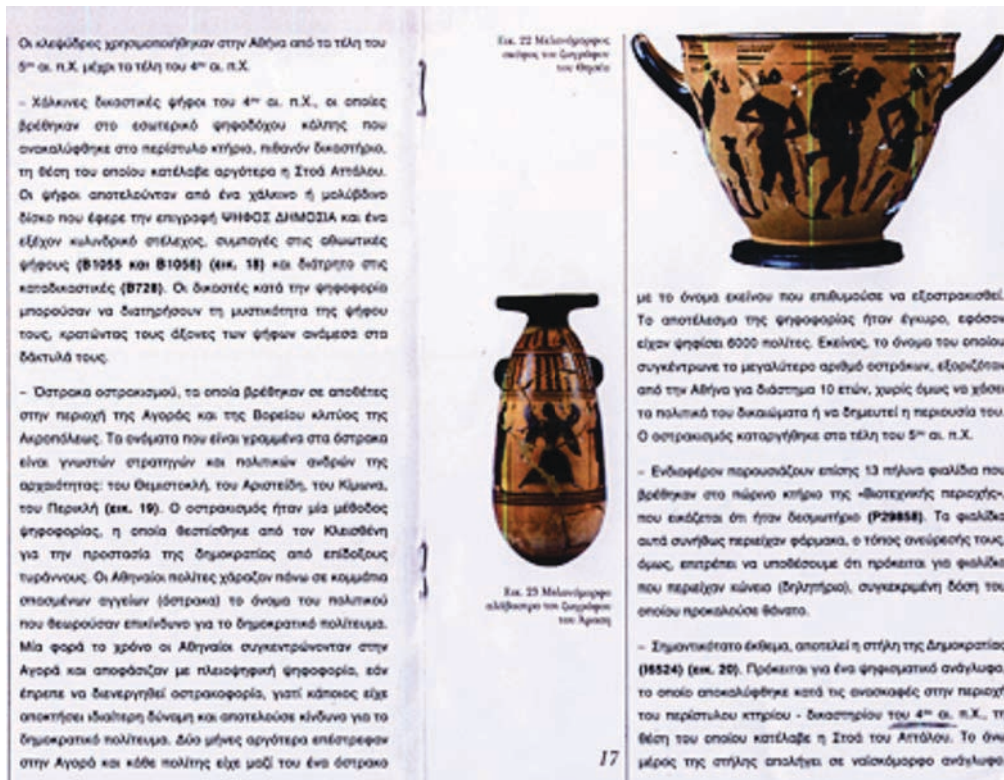 Οι κλεψύδρες χρησιμοποιήθηκαν στην Αθήνα από τα τέλη του
5ου αι. π.Χ. μέχρι τα τέλη του 4ου αι. π.Χ.
– Χάλκινες δικαστικές ψήφοι του 4ου αι. π.Χ., οι οποίες
βρέθηκαν στο εσωτερικό ψηφοδόχου κάλπης που
ανακαλύφθηκε στο περίστυλο κτήριο, πιθανόν δικαστήριο,
τη θέση του οποίου κατέλαβε αργότερα η Στοά Αττάλου.
Οι ψήφοι αποτελούνταν από ένα χάλκινο ή μολύβδινο
δίσκο που έφερε την επιγραφή ΨΗΦΟΣ ΔΗΜΟΣΙΑ και ένα
εξέχον κυλινδρικό στέλεχος, συμπαγές στις αθωωτικές
ψήφους (Β1055 και Β1056) (εικ. 18) και διάτρητο στις
καταδικαστικές (Β728). Οι δικαστές κατά την ψηφοφορία
μπορούσαν να διατηρήσουν τη μυστικότητα της ψήφου
τους, κρατώντας τους άξονες των ψήφων ανάμεσα στα
δάκτυλά τους.
– Όστρακα οστρακισμού, τα οποία βρέθηκαν σε αποθέτες
στην περιοχή της Αγοράς και της Βορείου κλιτύος της
Ακροπόλεως. Τα ονόματα που είναι γραμμένα στα όστρακα
είναι γνωστών στρατηγών και πολιτικών ανδρών της
αρχαιότητας: του Θεμιστοκλή, του Αριστείδη, του Κίμωνα,
του Περικλή (εικ. 19). Ο οστρακισμός ήταν μία μέθοδος
ψηφοφορίας, η οποία θεσπίσθηκε από τον Κλεισθένη
για την προστασία της δημοκρατίας από επίδοξους
τυράννους. Οι Αθηναίοι πολίτες χάραζαν πάνω σε κομμάτια
σπασμένων αγγείων (όστρακα) το όνομα του πολιτικού
που θεωρούσαν επικίνδυνο για το δημοκρατικό πολίτευμα.
Μία φορά το χρόνο οι Αθηναίοι συγκεντρώνονταν στην
Αγορά και αποφάσιζαν με πλειοψηφική ψηφοφορία, εάν
έπρεπε να διενεργηθεί οστρακοφορία, γιατί κάποιος είχε
αποκτήσει ιδιαίτερη δύναμη και αποτελούσε κίνδυνο για το
δημοκρατικό πολίτευμα. Δύο μήνες αργότερα επέστρεφαν
στην Αγορά και κάθε πολίτης είχε μαζί του ένα όστρακο
Εικ. 22 Μελανόμορφος
σκύφος του ζωγράφου
του Θησέα
Εικ. 23 Μελανόμορφο
αλάβαστρο του ζωγράφου
του Άμαση
17
με το όνομα εκείνου που επιθυμούσε να εξοστρακισθεί.
Το αποτέλεσμα της ψηφοφορίας ήταν έγκυρο, εφόσον
είχαν ψηφίσει 6000 πολίτες. Εκείνος, το όνομα του οποίου
συγκέντρωνε το μεγαλύτερο αριθμό οστράκων, εξοριζόταν
από την Αθήνα για διάστημα 10 ετών, χωρίς όμως να χάσει
τα πολιτικά του δικαιώματα ή να δημευτεί η περιουσία του.
Ο οστρακισμός καταργήθηκε στα τέλη του 5ου αι. π.Χ.
– Ενδιαφέρον παρουσιάζουν επίσης 13 πήλινα φιαλίδια που
βρέθηκαν στο πώρινο κτήριο της «Βιοτεχνικής περιοχής»,
που εικάζεται ότι ήταν δεσμωτήριο (Ρ29858). Τα φιαλίδια
αυτά συνήθως περιείχαν φάρμακα, ο τόπος ανεύρεσής τους,
όμως, επιτρέπει να υποθέσουμε ότι πρόκειται για φιαλίδια
που περιείχαν κώνειο (δηλητήριο), συγκεκριμένη δόση του
οποίου προκαλούσε θάνατο.
– Σημαντικότατο έκθεμα, αποτελεί η στήλη της Δημοκρατίας
(Ι6524) (εικ. 20). Πρόκειται για ένα ψηφισματικό ανάγλυφο,
το οποίο αποκαλύφθηκε κατά τις ανασκαφές στην περιοχή
του περίστυλου κτηρίου - δικαστηρίου του 4ου αι. π.Χ., τη
θέση του οποίου κατέλαβε η Στοά του Αττάλου. Το άνω
μέρος της στήλης απολήγει σε ναϊσκόμορφο ανάγλυφο